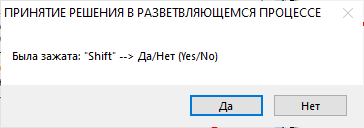 ПРИНЯТИЕ РЕШЕНИЯ В РАЗВЕТВЛЯЮЩЕМСЯ ПРОЦЕССЕ
Была зажата: "Shift" --> Да/Нет (Yes/No)
Да Нет